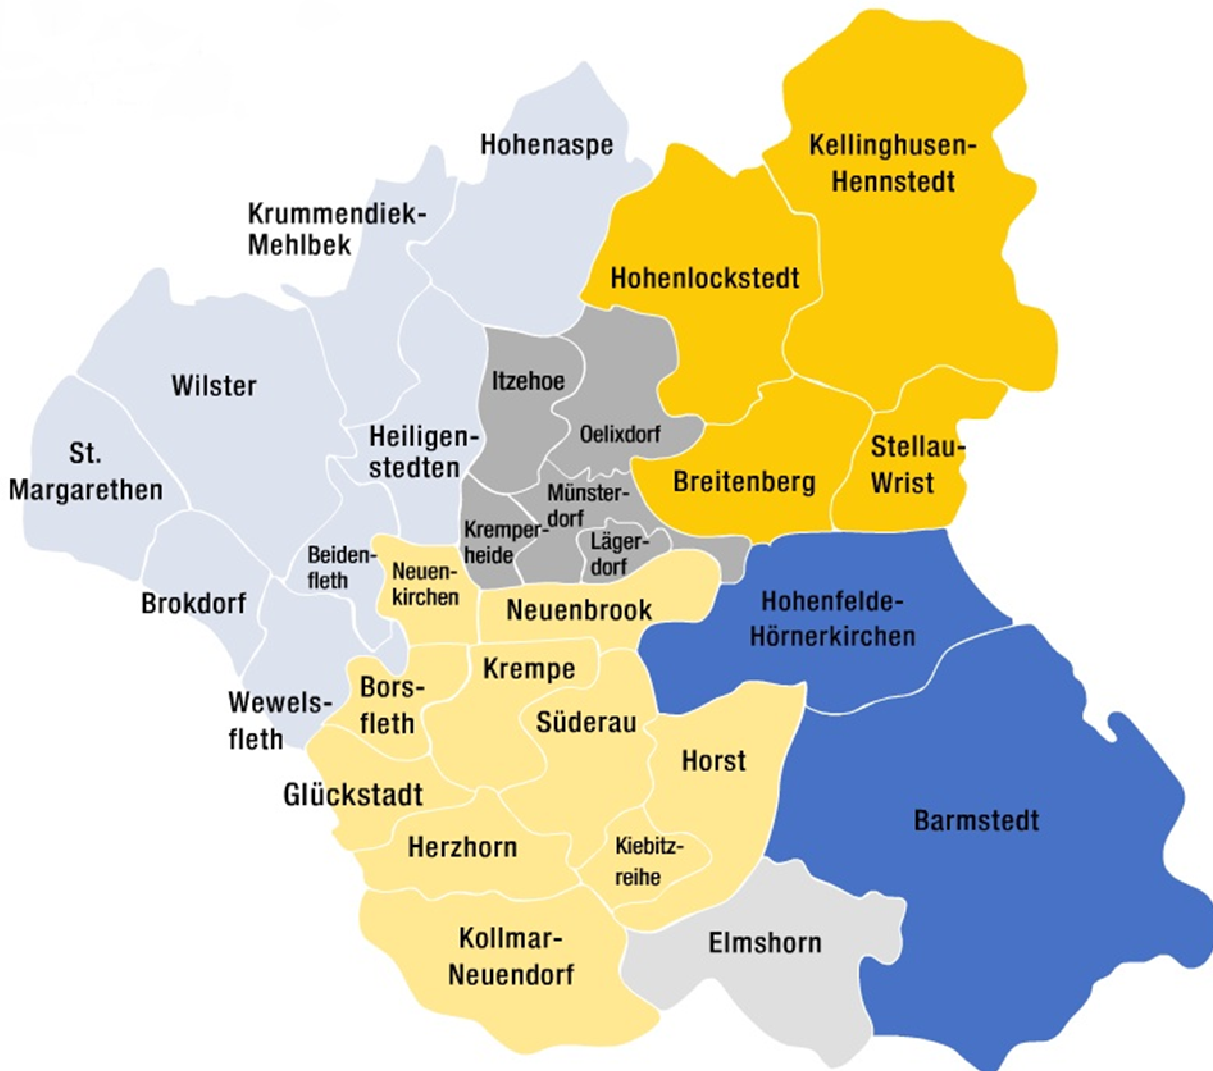 Hohenaspe
Kellinghusen-
Hennstedt
Krummendiek-
Mehlbek
Hohenlockstedt
Wilster
Itzehoe
Oelixdorf
St.
Margarethen
Heiligen-
stedten
Stellau-
Wrist
Breitenberg
Münster-
dorf
Kremper-
heide
Läger-
dorf
Beiden-
fleth
Neuen-
kirchen
Brokdorf
Neuenbrook
Hohenfelde-
Hörnerkirchen
Krempe
Bors-
fleth
Wewels-
fleth
Süderau
Horst
Glückstadt
Barmstedt
Herzhorn
Kiebitz-
reihe
Kollmar-
Neuendorf
Elmshorn